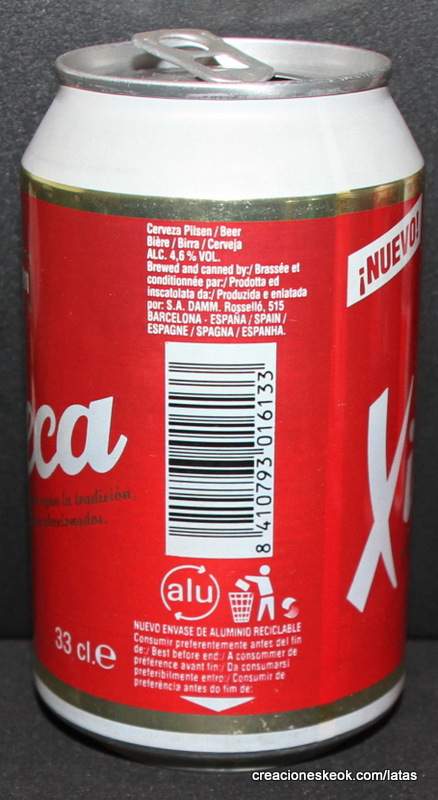 Cerveza Pilsen / Beer
Bière / Birra / Cerveja
ALC. 4,6 % VOL.
Brewed and canned by:/ Brassée et
conditionnée par:/ Prodotta ed
inscatolata da:/ Produzida e enlatada
por: S.A. DAMM. Rosselló, 515
BARCELONA - ESPAÑA / SPAIN /
ESPAGNE / SPAGNA / ESPANHA.
¡NUEVO!
eca
Xi
la tradición,
8 410793 016133
alu
33 cl.e
NUEVO ENVASE DE ALUMINIO RECICLABLE
Consumir preferentemente antes del fin
de:/ Best before end:/ A consommer de
préférence avant fin:/ Da consumarsi
preferibilmente entro:/ Consumir de
preferência antes do fim de:
creacioneskeok.com/latas